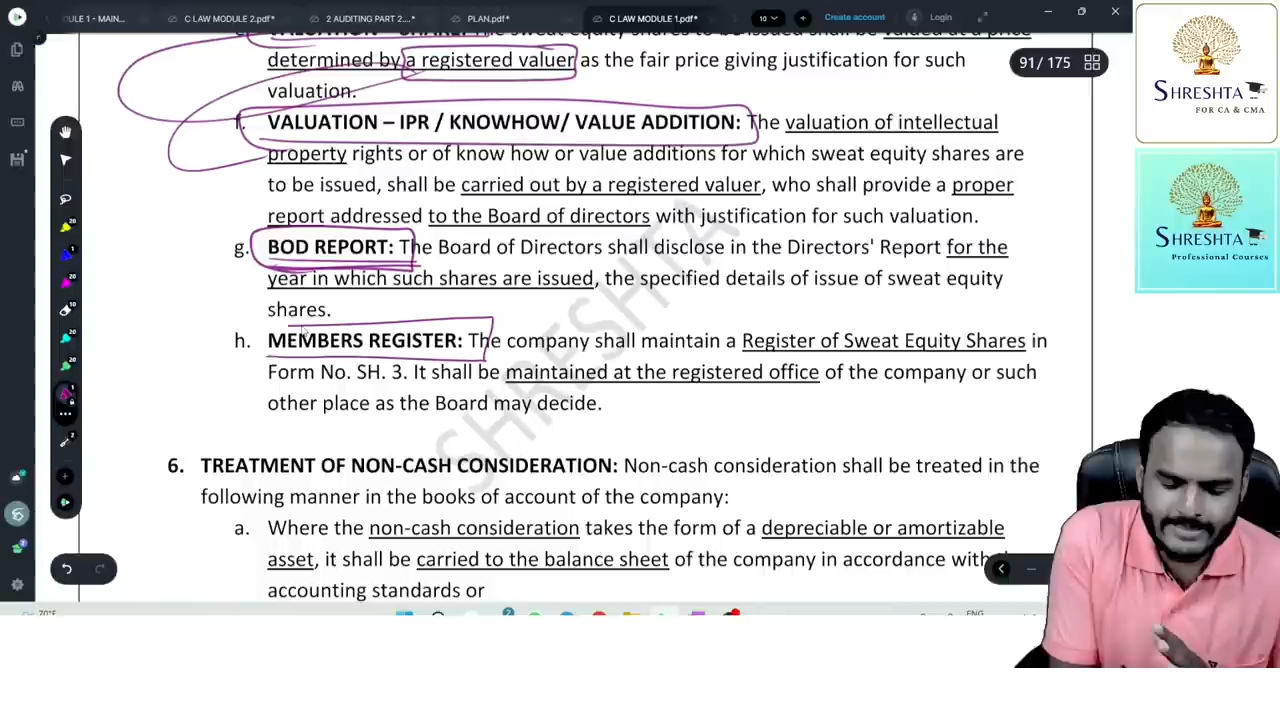 ULE 1 - MAIN...
C LAW MODULE 2.pdf*
2 AUDITING PART 2....*
PLAN.pdf*
C LAW MODULE 1.pdf*
10
Create account
Login
91/ 175
determined by a registered valuer as the fair price giving justification for such
valuation.
f. VALUATION – IPR / KNOWHOW/ VALUE ADDITION: The valuation of intellectual
property rights or of know how or value additions for which sweat equity shares are
to be issued, shall be carried out by a registered valuer, who shall provide a proper
report addressed to the Board of directors with justification for such valuation.
g. BOD REPORT: The Board of Directors shall disclose in the Directors' Report for the
year in which such shares are issued, the specified details of issue of sweat equity
shares.
h. MEMBERS REGISTER: The company shall maintain a Register of Sweat Equity Shares in
Form No. SH. 3. It shall be maintained at the registered office of the company or such
other place as the Board may decide.
6. TREATMENT OF NON-CASH CONSIDERATION: Non-cash consideration shall be treated in the
following manner in the books of account of the company:
a. Where the non-cash consideration takes the form of a depreciable or amortizable
asset, it shall be carried to the balance sheet of the company in accordance with
accounting standards or
SHRESHTA
SHRESHTA
FOR CA & CMA
SHRESHTA
Professional Courses
70°F
ENG